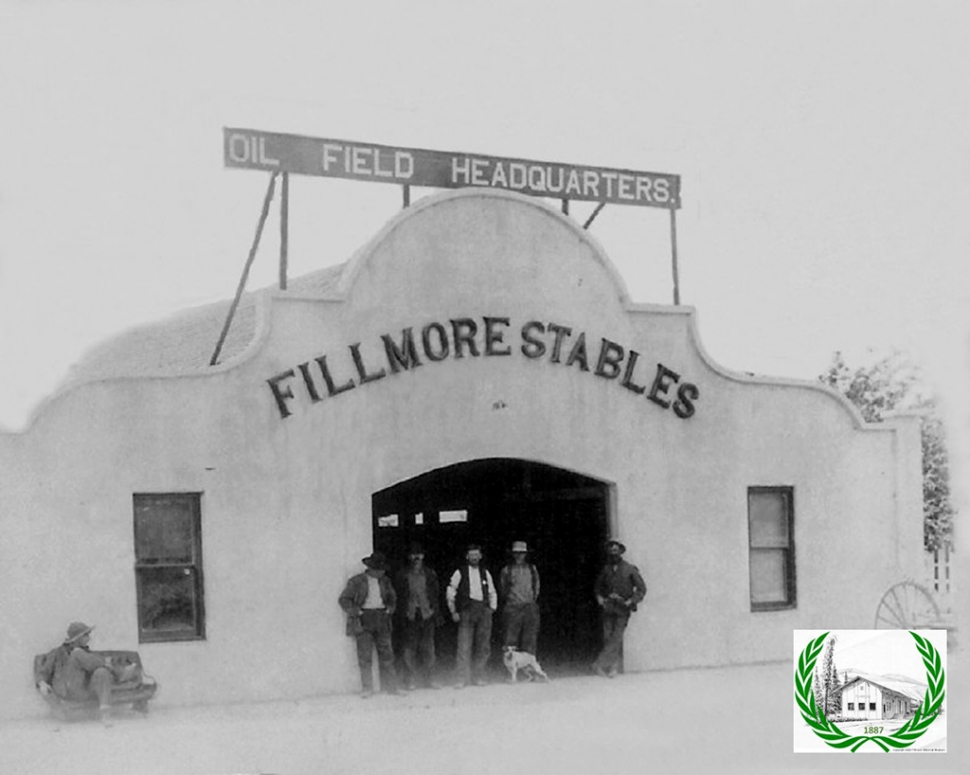 OIL FIELD HEADQUARTERS.
FILLMORE STABLES
1887